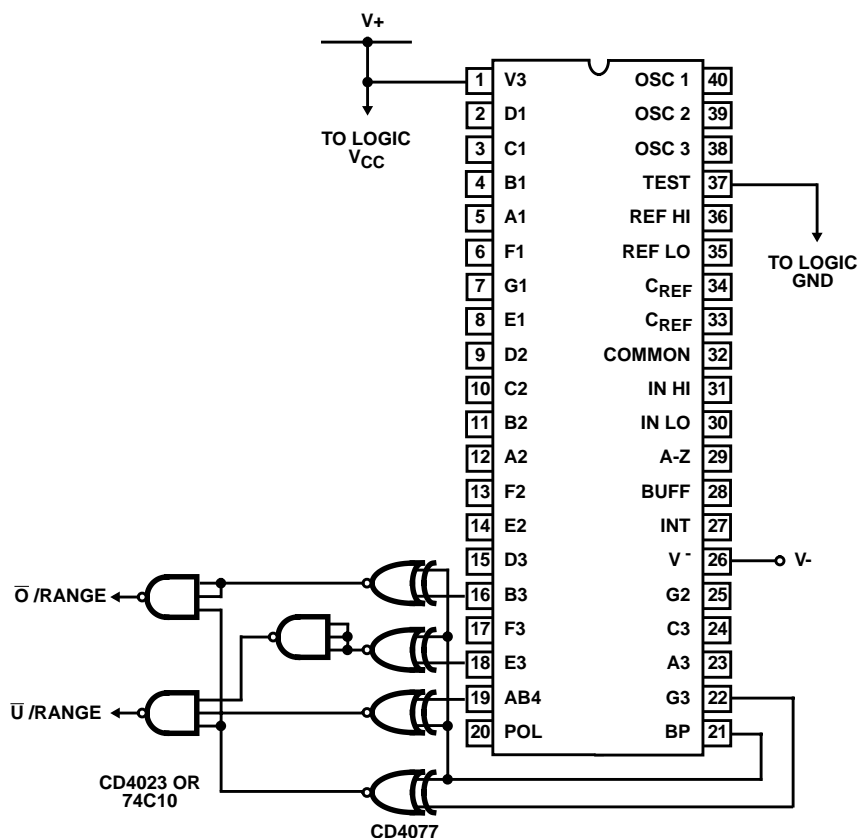 V+
TO LOGIC
VCC
1 V3 OSC 1 40
2 D1 OSC 2 39
3 C1 OSC 3 38
4 B1 TEST 37
5 A1 REF HI 36
6 F1 REF LO 35
7 G1 CREF 34
8 E1 CREF 33
9 D2 COMMON 32
10 C2 IN HI 31
11 B2 IN LO 30
12 A2 A-Z 29
13 F2 BUFF 28
14 E2 INT 27
15 D3 V - 26
16 B3 G2 25
17 F3 C3 24
18 E3 A3 23
19 AB4 G3 22
20 POL BP 21
TO LOGIC
GND
V-
O̅ /RANGE
U̅ /RANGE
CD4023 OR
74C10
CD4077